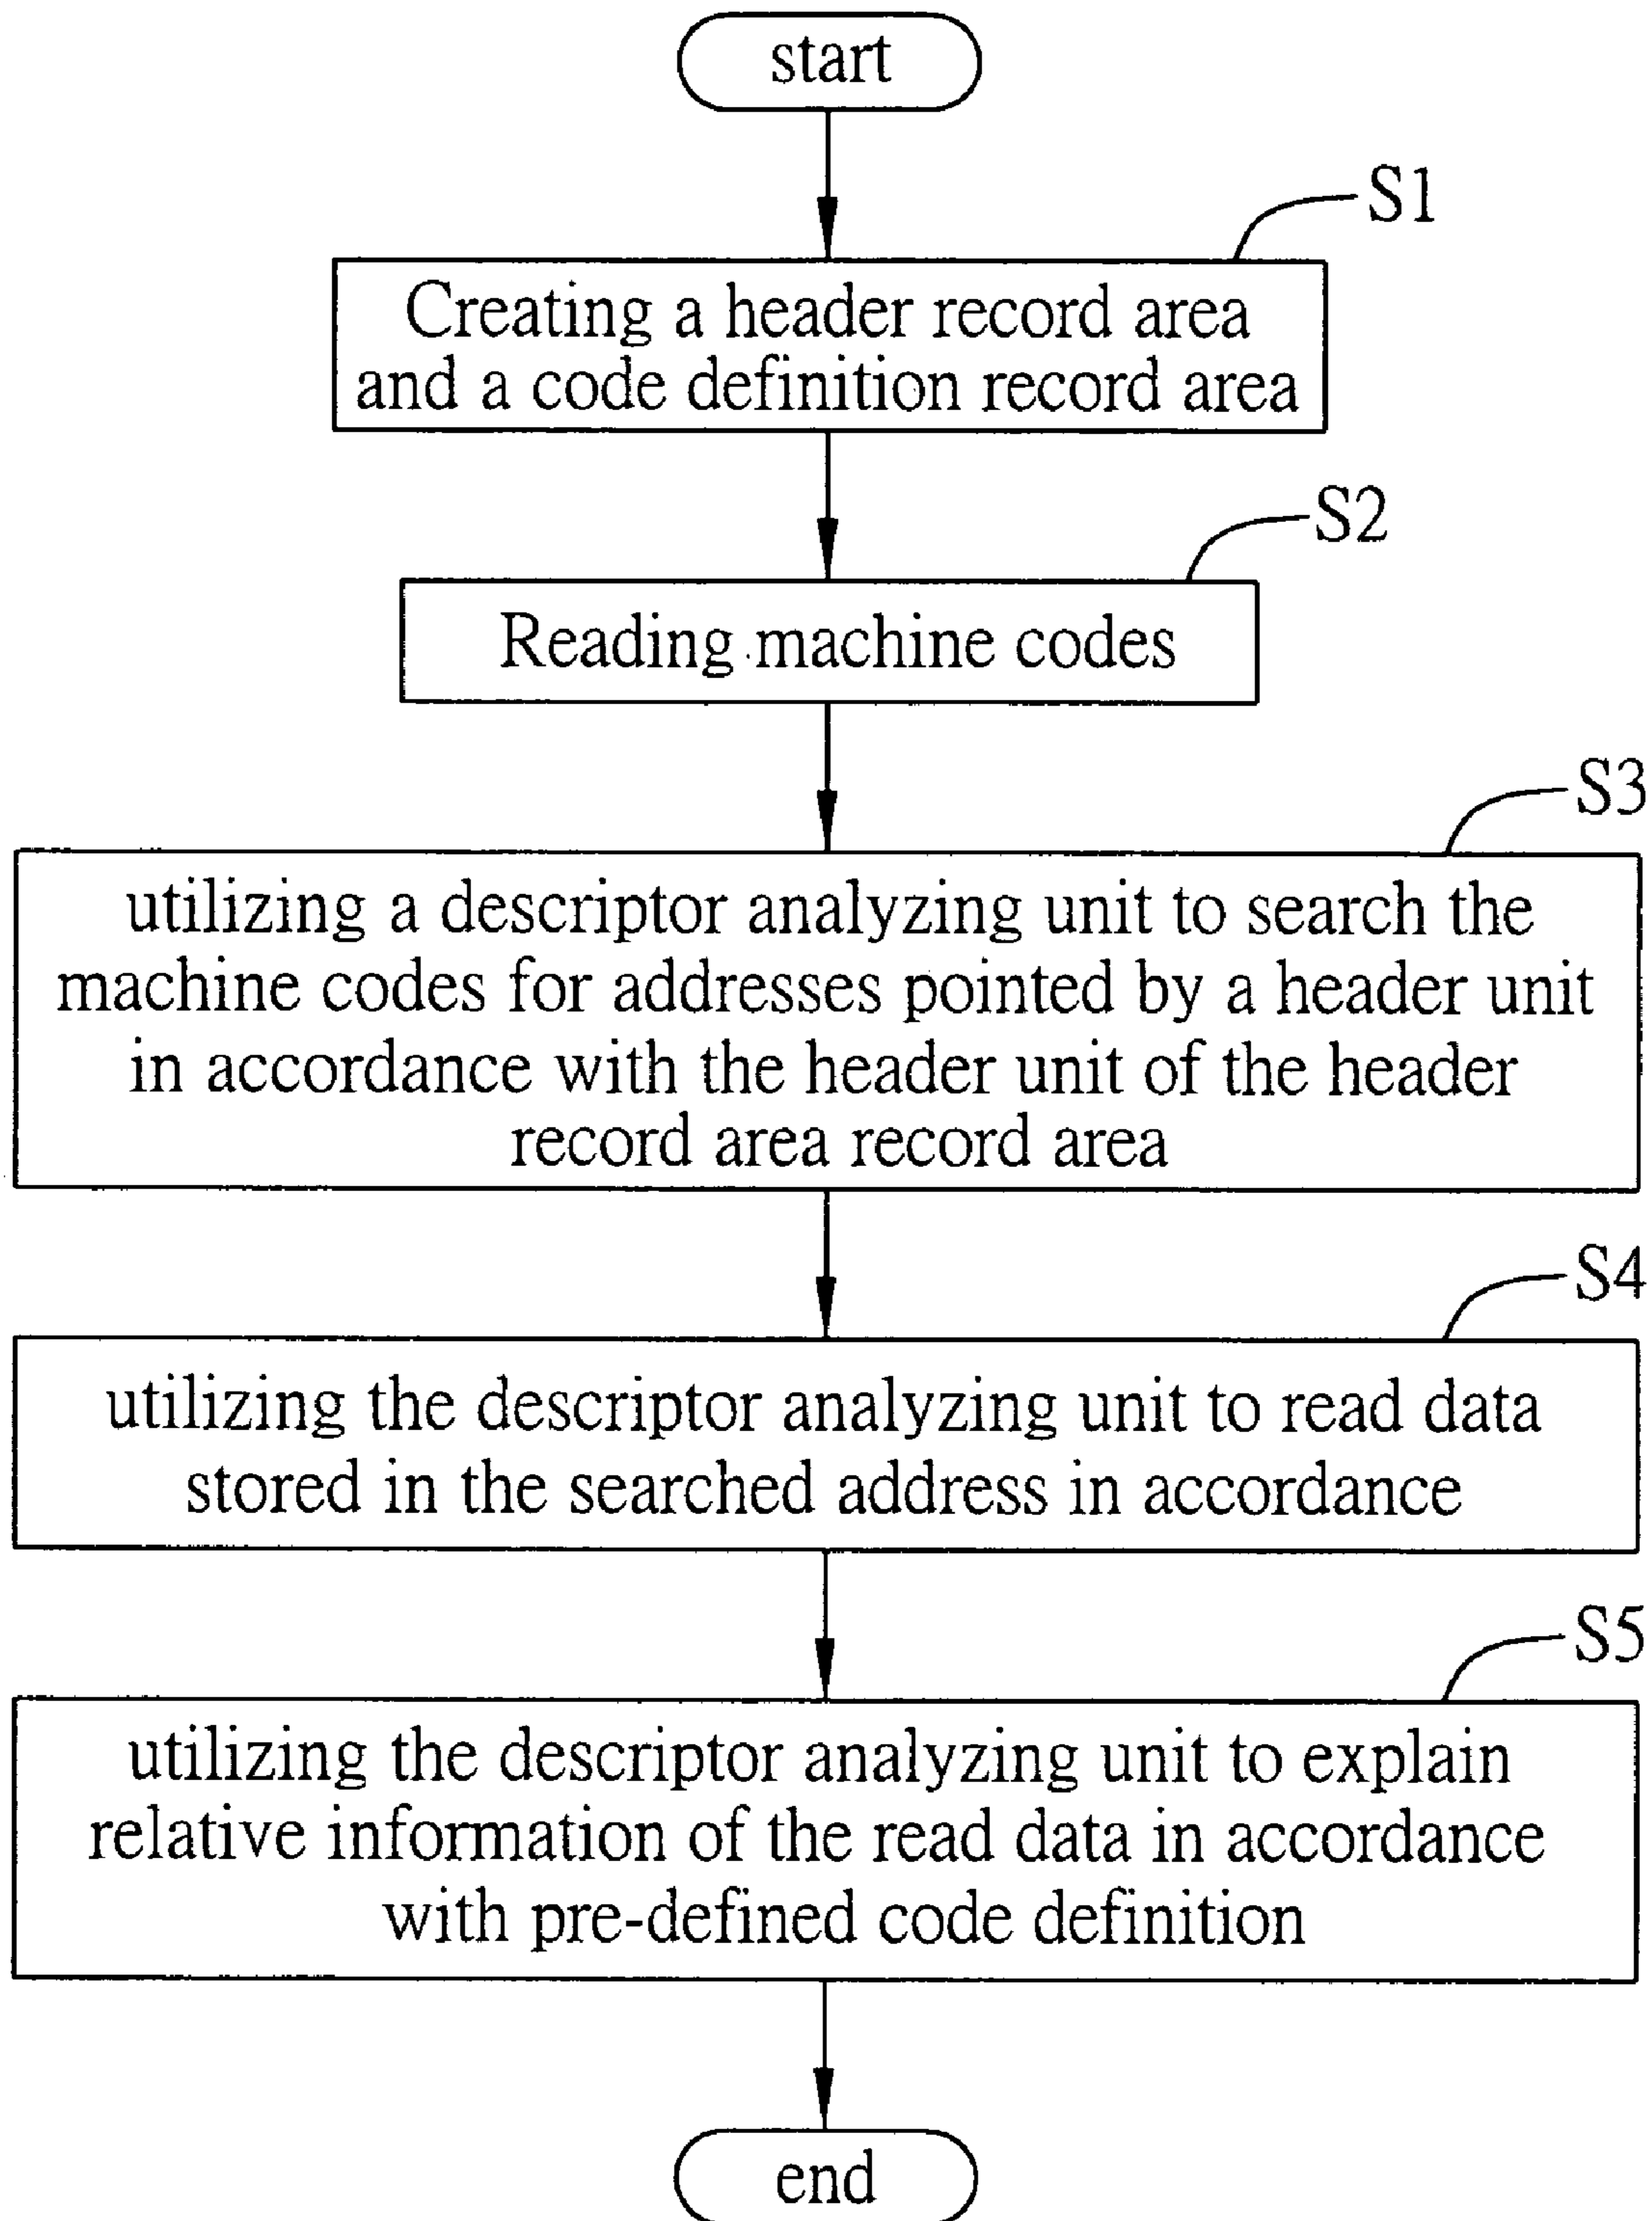 start
S1
Creating a header record area
and a code definition record area
S2
Reading machine codes
S3
utilizing a descriptor analyzing unit to search the
machine codes for addresses pointed by a header unit
in accordance with the header unit of the header
record area record area
S4
utilizing the descriptor analyzing unit to read data
stored in the searched address in accordance
S5
utilizing the descriptor analyzing unit to explain
relative information of the read data in accordance
with pre-defined code definition
end